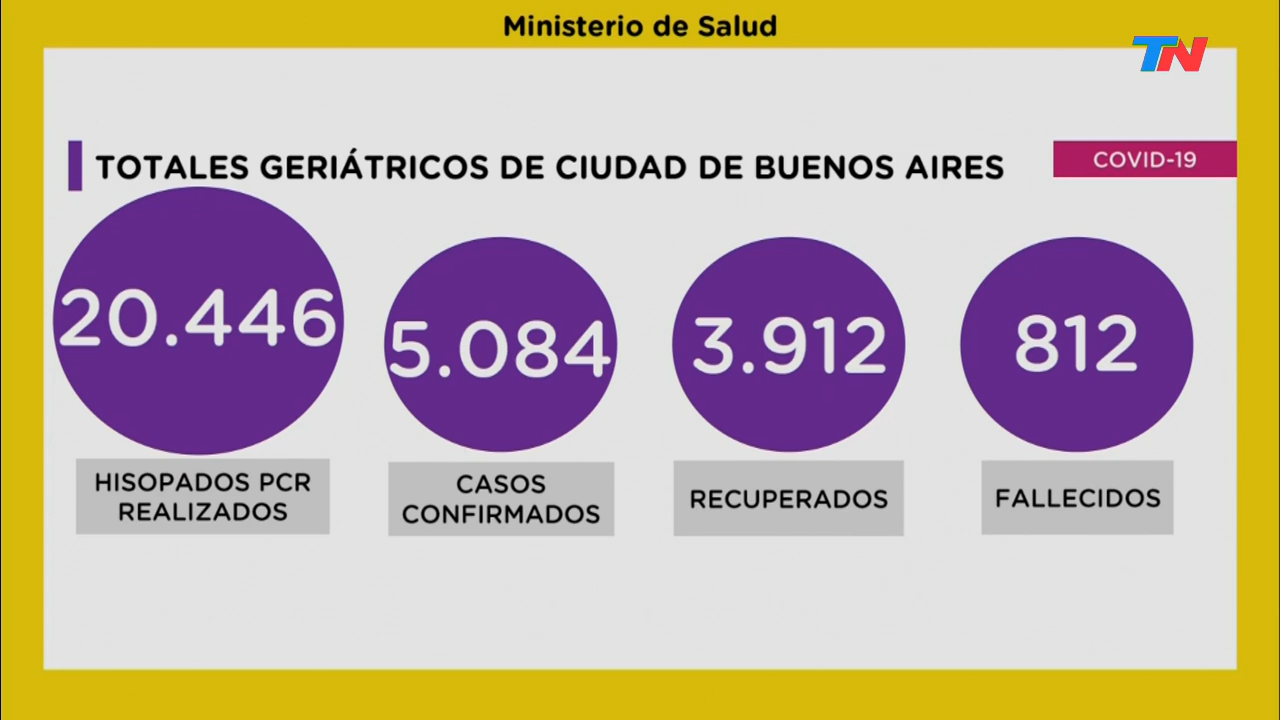 Ministerio de Salud
TN
TOTALES GERIÁTRICOS DE CIUDAD DE BUENOS AIRES
COVID-19
20.446
5.084
3.912
812
HISOPADOS PCR
REALIZADOS
CASOS
CONFIRMADOS
RECUPERADOS
FALLECIDOS